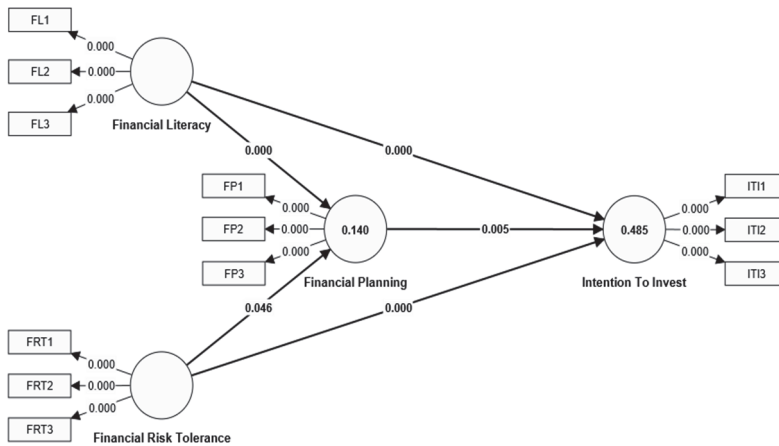 FL1
0.000
FL2
0.000
0.000
FL3
Financial Literacy
0.000
0.000
FP1
0.000
FP2
0.000
0.000
FP3
0.140
Financial Planning
0.005
0.485
Intention To Invest
ITI1
0.000
ITI2
0.000
0.000
ITI3
0.046
0.000
FRT1
0.000
FRT2
0.000
0.000
FRT3
Financial Risk Tolerance